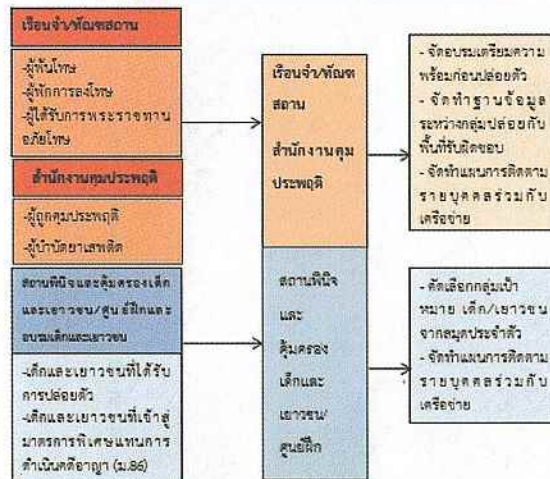 เรือนจำ/ทัณฑสถาน
-ผู้พ้นโทษ
-ผู้พักการลงโทษ
-ผู้ได้รับการพระราชทาน
อภัยโทษ
สำนักงานคุมประพฤติ
-ผู้ถูกคุมประพฤติ
-ผู้บำบัดยาเสพติด
สถานพินิจและคุ้มครองเด็ก
และเยาวชน/ศูนย์ฝึกและ
อบรมเด็กและเยาวชน
-เด็กและเยาวชนที่ได้รับ
การปล่อยตัว
-เด็กและเยาวชนที่เข้าสู่
มาตรการพิเศษแทนการ
ดำเนินคดีอาญา (ม.86)
เรือนจำ/ทัณฑ
สถาน
สำนักงานคุม
ประพฤติ
สถานพินิจ
และ
คุ้มครอง
เด็กและ
เยาวชน/
ศูนย์ฝึก
- จัดอบรมเตรียมความ
พร้อมก่อนปล่อยตัว
- จัดทำฐานข้อมูล
ระหว่างกลุ่มปล่อยกับ
พื้นที่รับผิดชอบ
- จัดทำแผนการติดตาม
รายบุคคลร่วมกับ
เครือข่าย
- คัดเลือกกลุ่มเป้า
หมาย เด็ก/เยาวชน
จากสมุดประจำตัว
- จัดทำแผนการติดตาม
รายบุคคลร่วมกับ
เครือข่าย